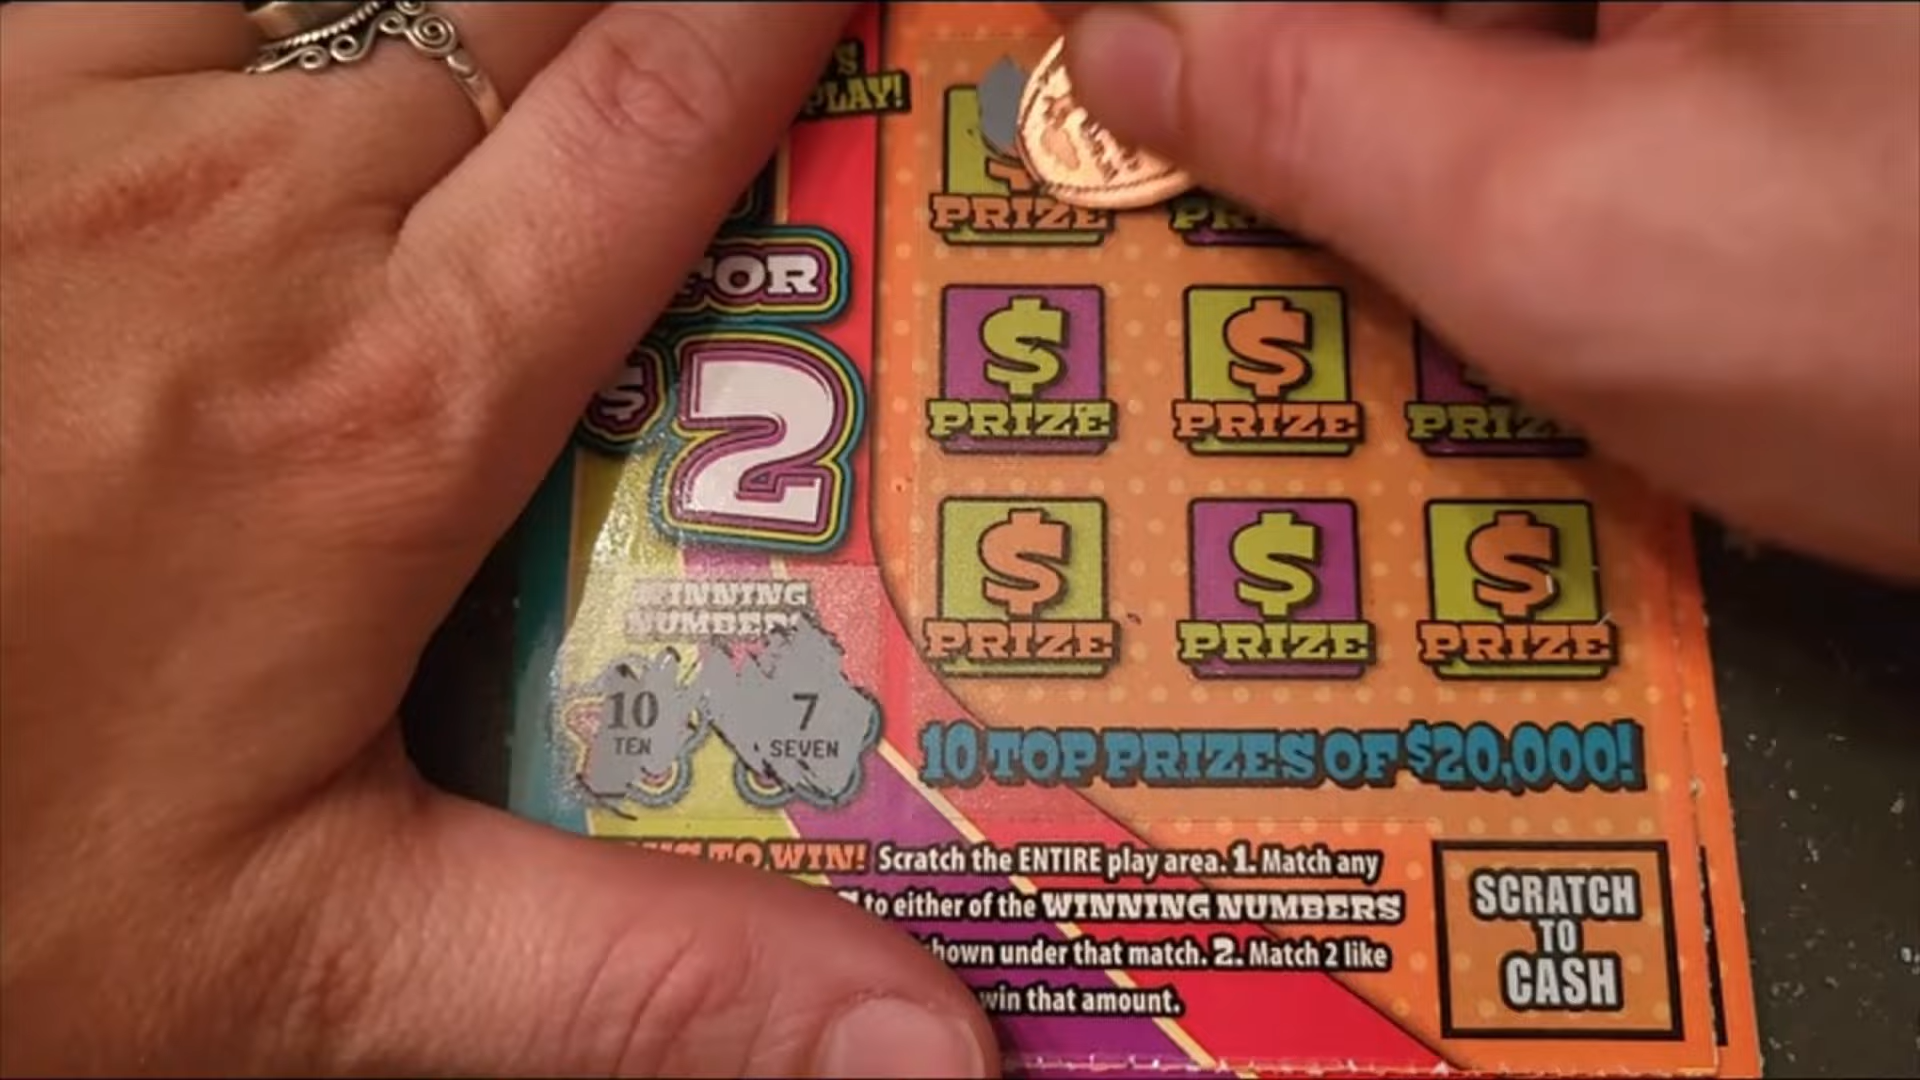 PLAY!
FOR
$2
PRIZE
$ $
PRIZE PRIZE PRIZE
$ $ $
PRIZE PRIZE PRIZE
WINNING
NUMBERS
10 7
TEN SEVEN
10 TOP PRIZES OF $20,000!
TO WIN! Scratch the ENTIRE play area. 1. Match any
to either of the WINNING NUMBERS
shown under that match. 2. Match 2 like
win that amount.
SCRATCH
TO
CASH